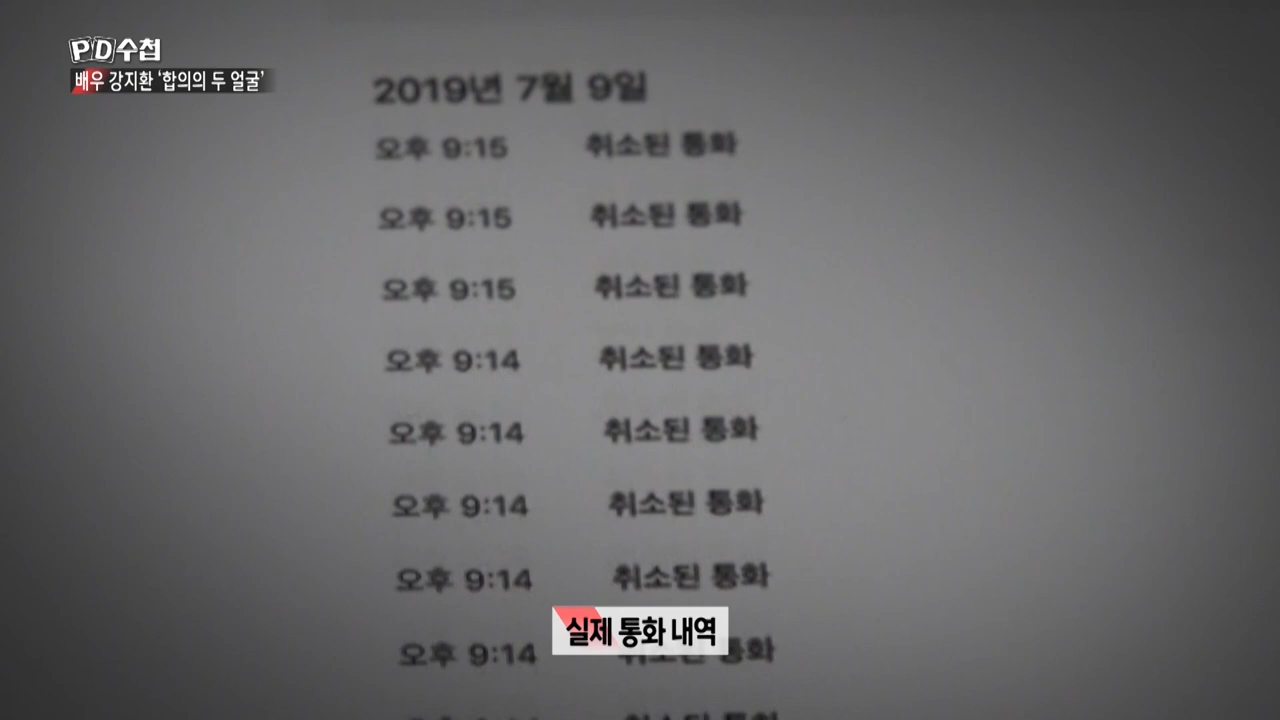 PD수첩
배우 강지환 ‘합의의 두 얼굴’
2019년 7월 9일
오후 9:15 취소된 통화
오후 9:15 취소된 통화
오후 9:15 취소된 통화
오후 9:14 취소된 통화
오후 9:14 취소된 통화
오후 9:14 취소된 통화
오후 9:14 취소된 통화
오후 9:14 취소된 통화
실제 통화 내역